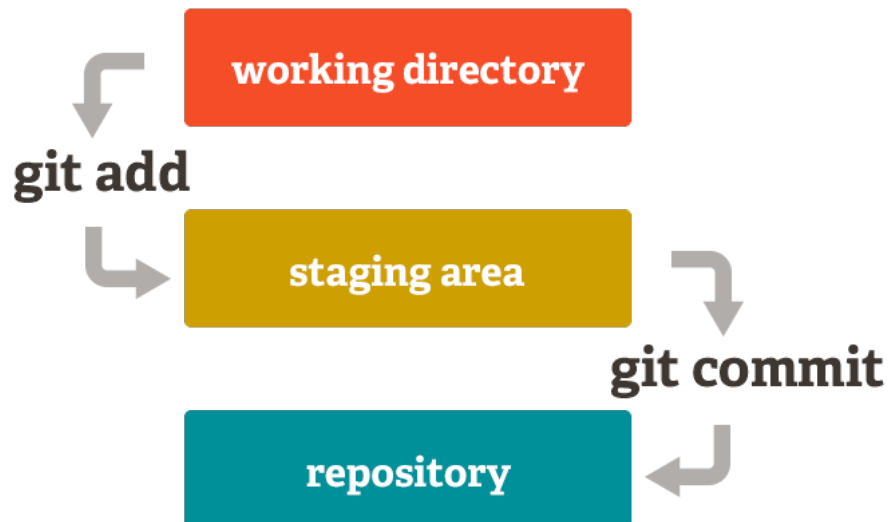 working directory
git add
staging area
git commit
repository